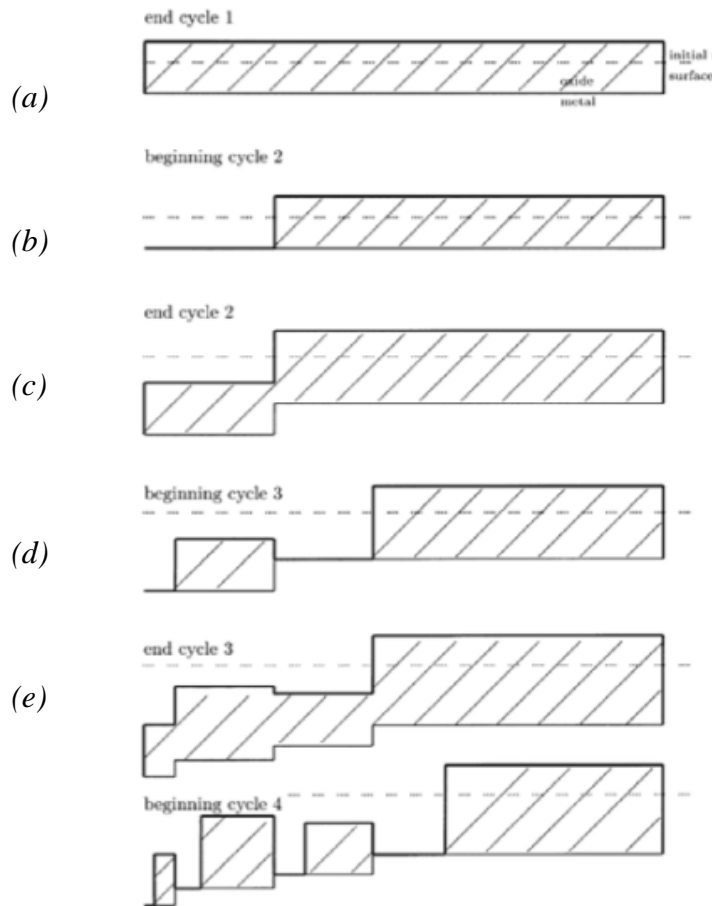 end cycle 1
initial
surface
oxide
metal
(a)
beginning cycle 2
(b)
end cycle 2
(c)
beginning cycle 3
(d)
end cycle 3
(e)
beginning cycle 4